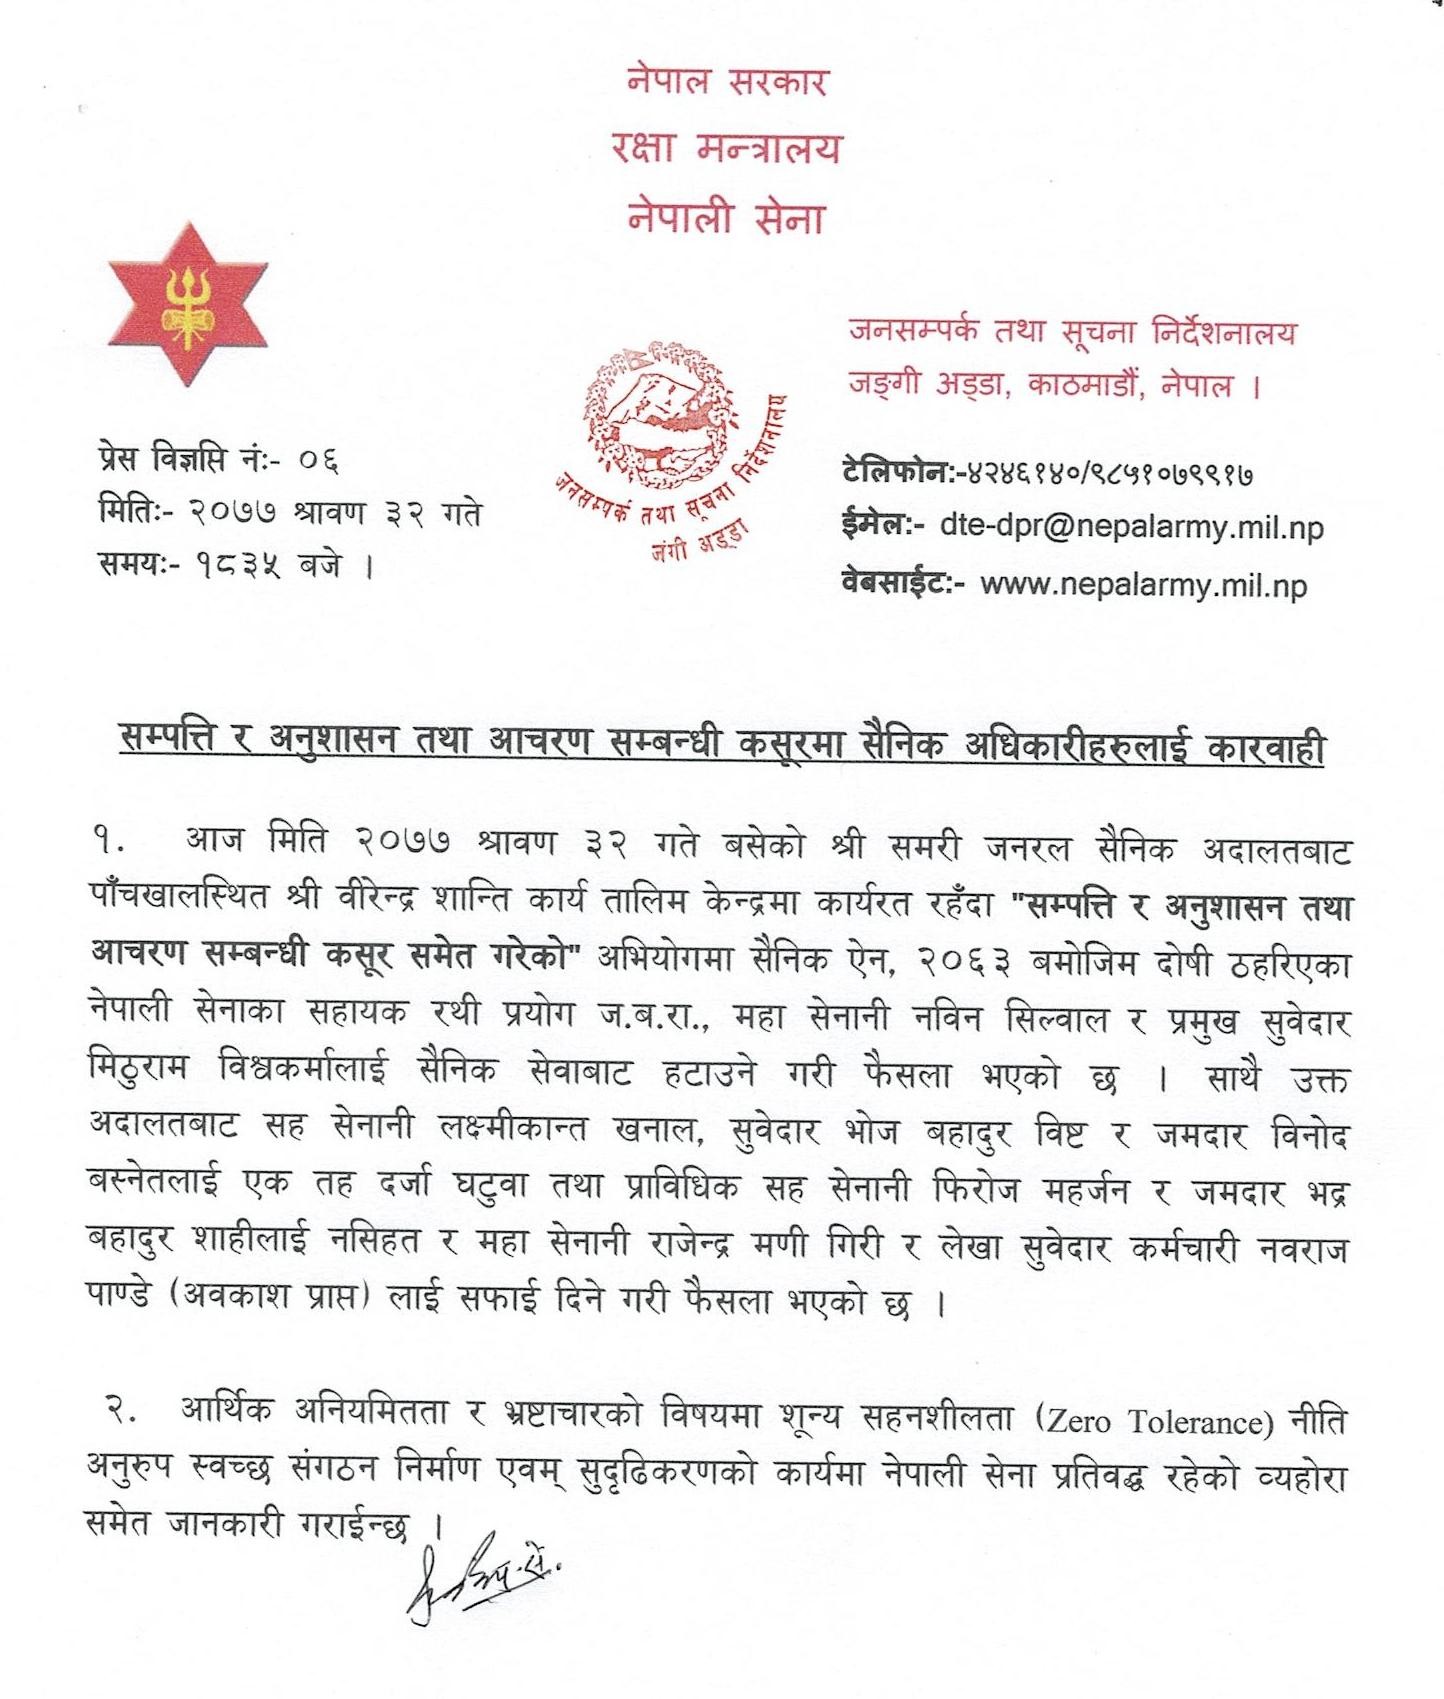 नेपाल सरकार
रक्षा मन्त्रालय
नेपाली सेना
जनसम्पर्क तथा सूचना निर्देशनालय
जङ्गी अड्डा, काठमाडौं, नेपाल ।
जनसम्पर्क तथा सूचना निर्देशनालय
जंगी अड्डा
प्रेस विज्ञप्ति नंः- ०६
मितिः- २०७७ श्रावण ३२ गते
समयः- १८३५ बजे ।
टेलिफोनः-४२४६१४०/९८५१०७९९१७
ईमेलः- dte-dpr@nepalarmy.mil.np
वेबसाईटः- www.nepalarmy.mil.np
सम्पत्ति र अनुशासन तथा आचरण सम्बन्धी कसूरमा सैनिक अधिकारीहरुलाई कारवाही
१. आज मिति २०७७ श्रावण ३२ गते बसेको श्री समरी जनरल सैनिक अदालतबाट
पाँचखालस्थित श्री वीरेन्द्र शान्ति कार्य तालिम केन्द्रमा कार्यरत रहँदा "सम्पत्ति र अनुशासन तथा
आचरण सम्बन्धी कसूर समेत गरेको" अभियोगमा सैनिक ऐन, २०६३ बमोजिम दोषी ठहरिएका
नेपाली सेनाका सहायक रथी प्रयोग ज.ब.रा., महा सेनानी नविन सिल्वाल र प्रमुख सुवेदार
मिठुराम विश्वकर्मालाई सैनिक सेवाबाट हटाउने गरी फैसला भएको छ । साथै उक्त
अदालतबाट सह सेनानी लक्ष्मीकान्त खनाल, सुवेदार भोज बहादुर विष्ट र जमदार विनोद
बस्नेतलाई एक तह दर्जा घटुवा तथा प्राविधिक सह सेनानी फिरोज महर्जन र जमदार भद्र
बहादुर शाहीलाई नसिहत र महा सेनानी राजेन्द्र मणी गिरी र लेखा सुवेदार कर्मचारी नवराज
पाण्डे (अवकाश प्राप्त) लाई सफाई दिने गरी फैसला भएको छ ।
२. आर्थिक अनियमितता र भ्रष्टाचारको विषयमा शून्य सहनशीलता (Zero Tolerance) नीति
अनुरुप स्वच्छ संगठन निर्माण एवम् सुदृढिकरणको कार्यमा नेपाली सेना प्रतिवद्ध रहेको व्यहोरा
समेत जानकारी गराईन्छ ।